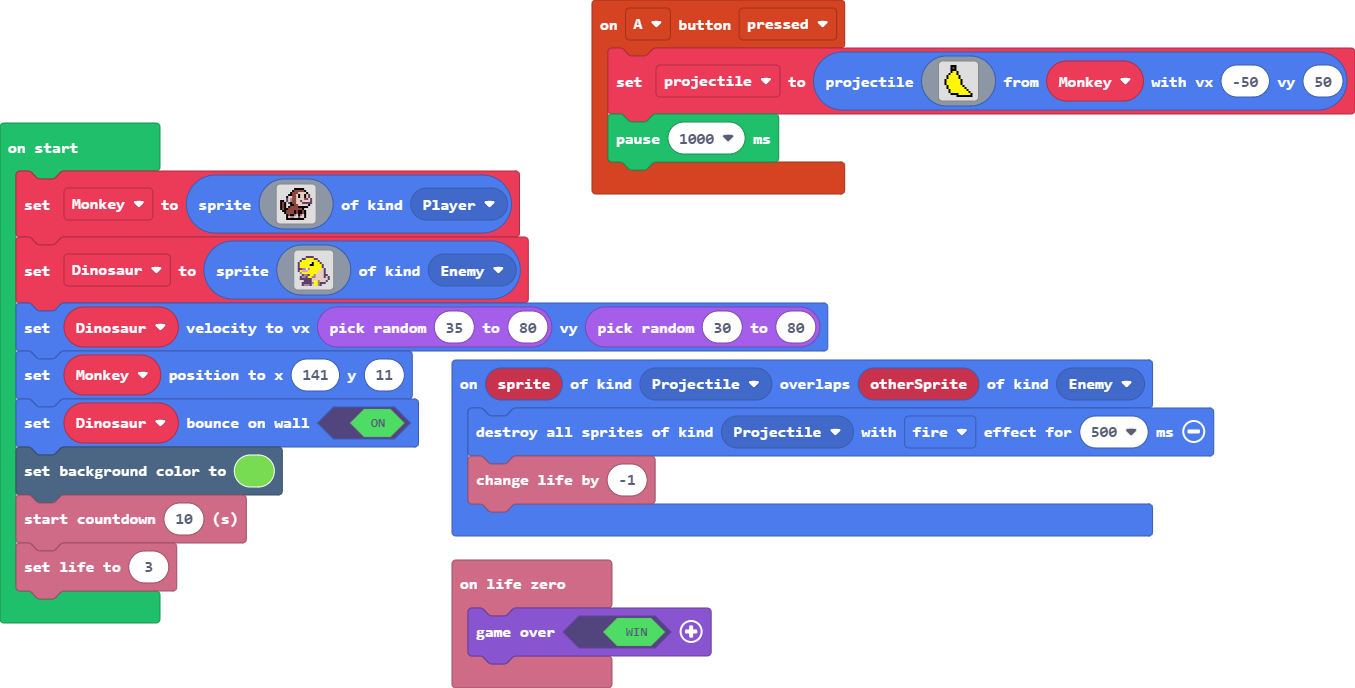 on start
set Monkey to sprite of kind Player
set Dinosaur to sprite of kind Enemy
set Dinosaur velocity to vx pick random 35 to 80 vy pick random 30 to 80
set Monkey position to x 141 y 11
set Dinosaur bounce on wall ON
set background color to
start countdown 10 (s)
set life to 3
on A button pressed
set projectile to projectile from Monkey with vx -50 vy 50
pause 1000 ms
on sprite of kind Projectile overlaps otherSprite of kind Enemy
destroy all sprites of kind Projectile with fire effect for 500 ms
change life by -1
on life zero
game over WIN